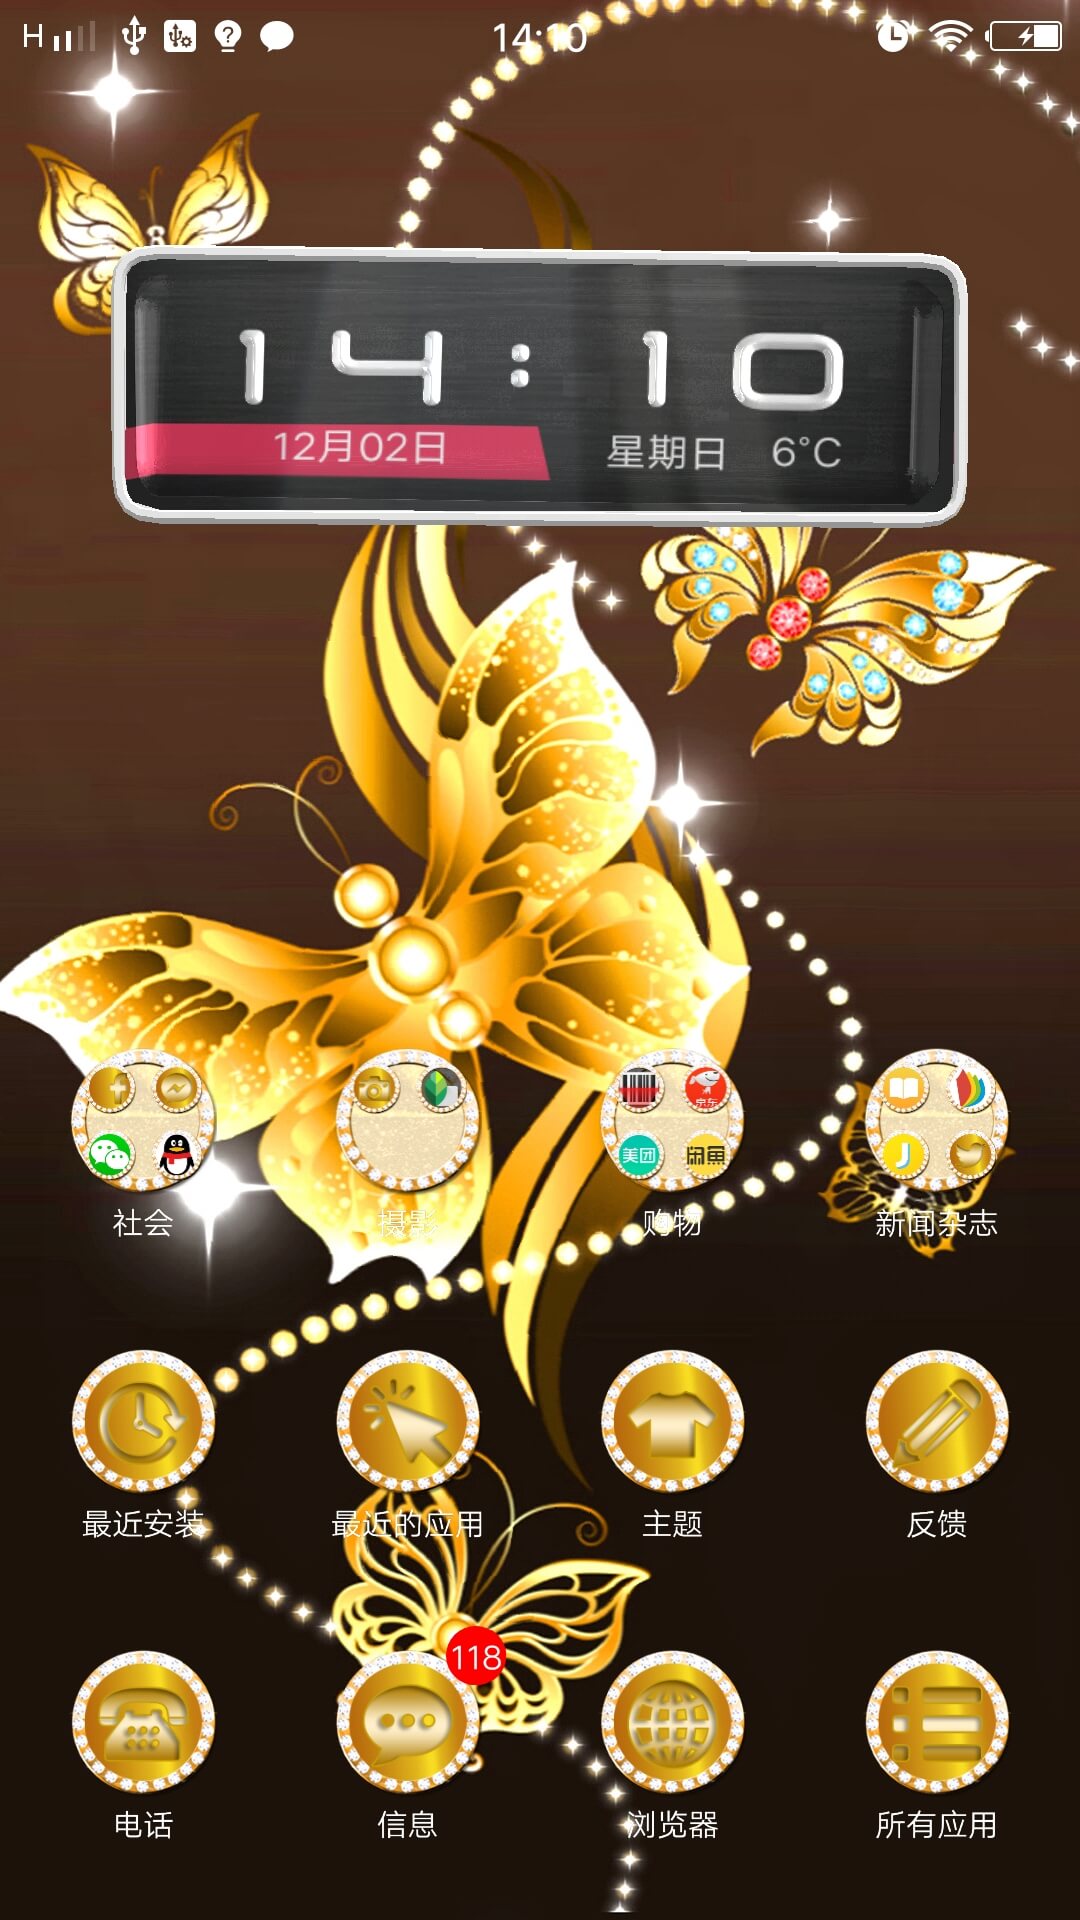 H 14:10
14:10
12月02日 星期日 6°C
京东
美团 闲鱼
社会 摄影 购物 新闻杂志
最近安装 最近的应用 主题 反馈
118
电话 信息 浏览器 所有应用